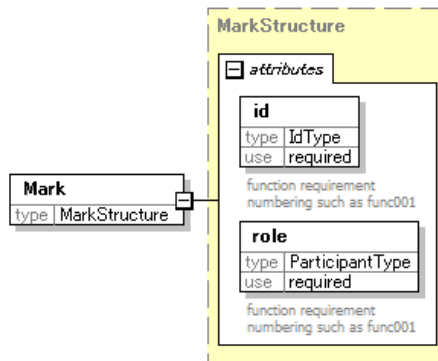 MarkStructure
attributes
id
type IdType
use required
function requirement
numbering such as func001
Mark
type MarkStructure
role
type ParticipantType
use required
function requirement
numbering such as func001